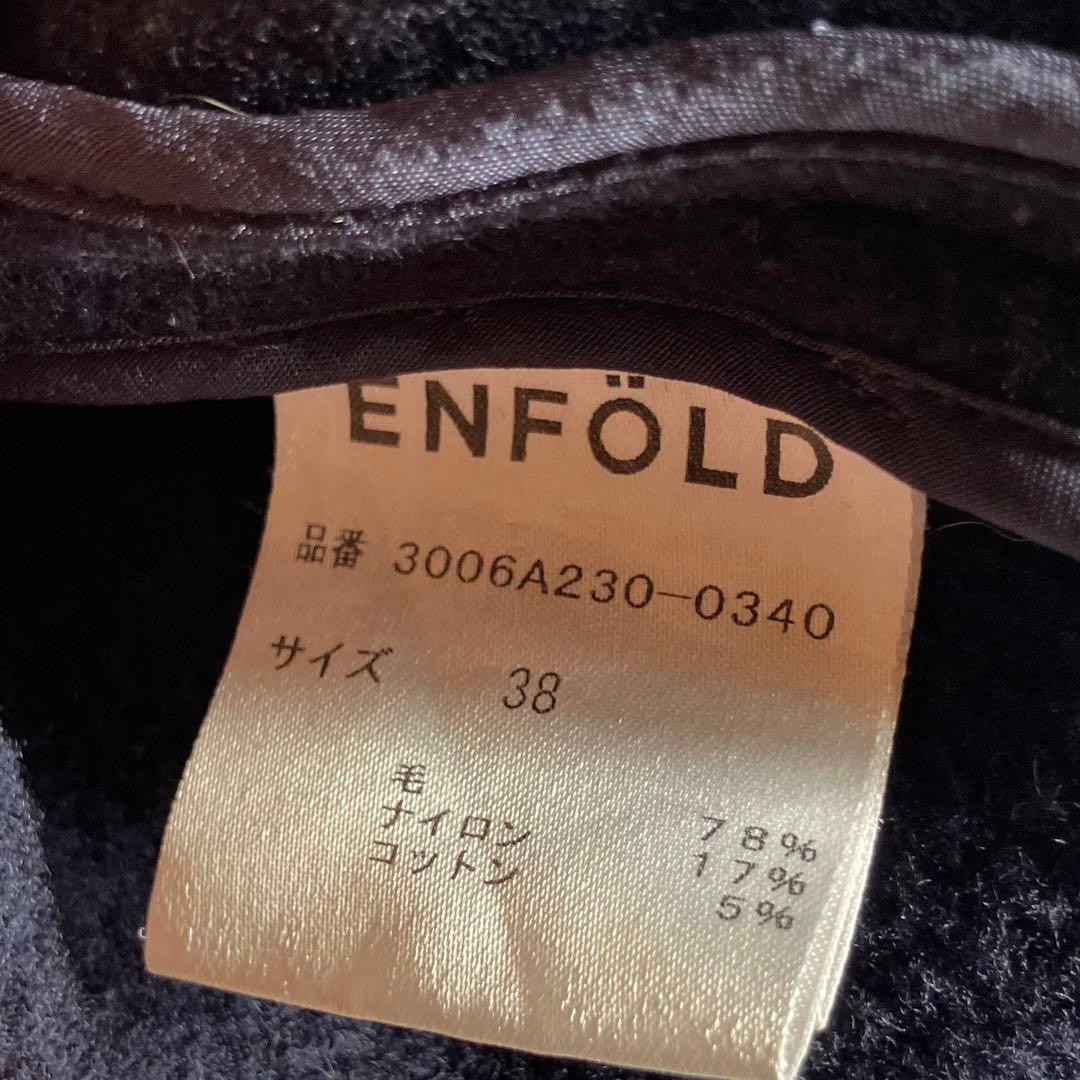 ENFÖLD
品番 3006A230-0340
サイズ 38
毛 78%
ナイロン 17%
コットン 5%